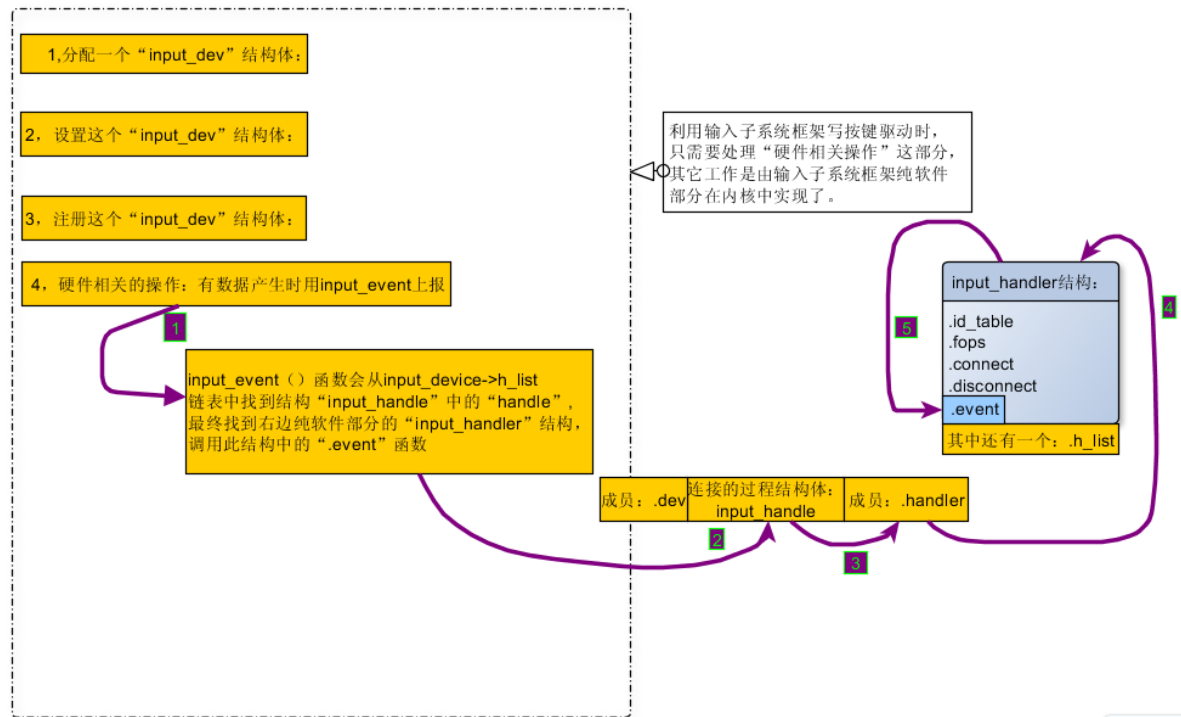 1,分配一个“input_dev”结构体：
2，设置这个“input_dev”结构体：
3，注册这个“input_dev”结构体：
4，硬件相关的操作：有数据产生时用input_event上报
1
input_event（）函数会从input_device->h_list
链表中找到结构“input_handle”中的“handle”，
最终找到右边纯软件部分的“input_handler”结构，
调用此结构中的“.event”函数
利用输入子系统框架写按键驱动时，
只需要处理“硬件相关操作”这部分，
其它工作是由输入子系统框架纯软件
部分在内核中实现了。
input_handler结构：
.id_table
.fops
.connect
.disconnect
.event
其中还有一个：.h_list
5
4
成员：.dev
连接的过程结构体：
input_handle
成员：.handler
2
3